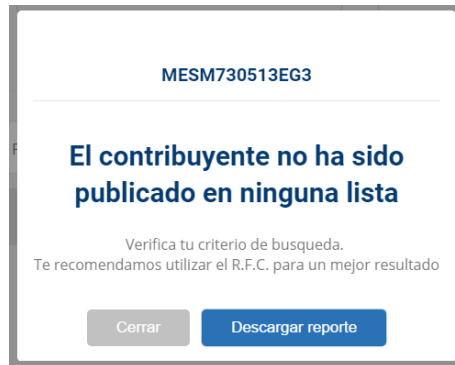 MESM730513EG3
El contribuyente no ha sido
publicado en ninguna lista
Verifica tu criterio de busqueda.
Te recomendamos utilizar el R.F.C. para un mejor resultado
Cerrar
Descargar reporte